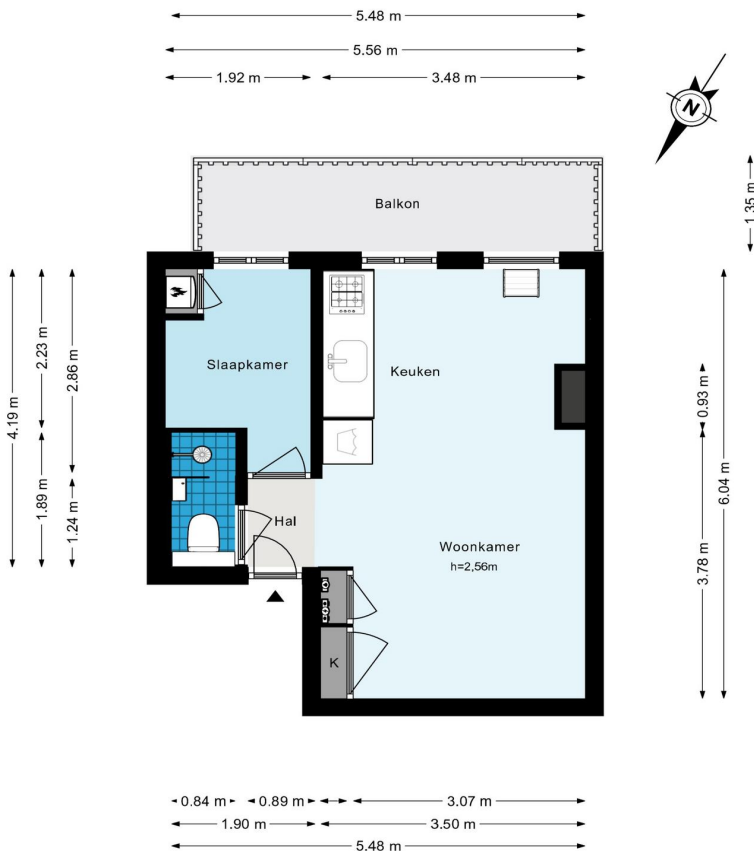 5.48 m
5.56 m
1.92 m
3.48 m
N
1.35 m
Balkon
Slaapkamer
Keuken
4.19 m
2.23 m
2.86 m
1.89 m
1.24 m
0.93 m
6.04 m
3.78 m
Hal
Woonkamer
h=2,56m
K
0.84 m
0.89 m
3.07 m
1.90 m
3.50 m
5.48 m